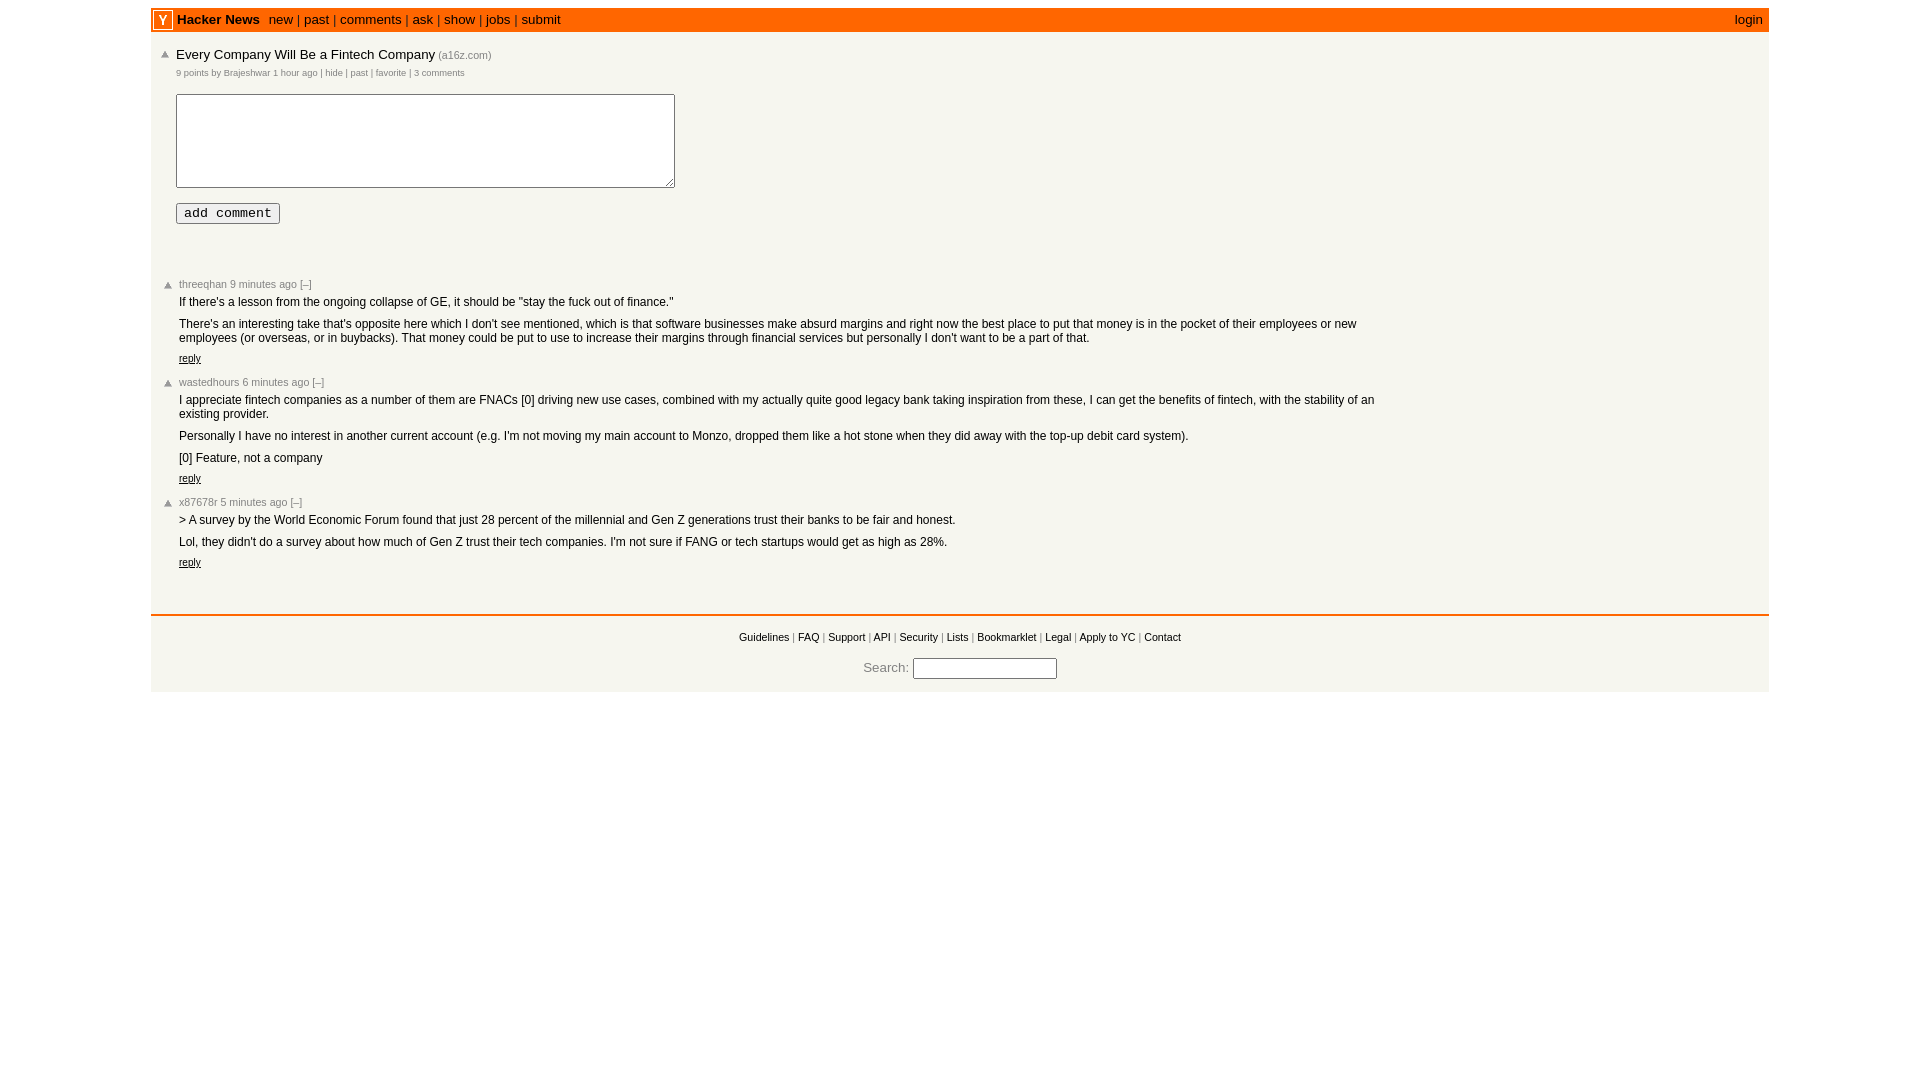 Y Hacker News new | past | comments | ask | show | jobs | submit login
Every Company Will Be a Fintech Company (a16z.com)
9 points by Brajeshwar 1 hour ago | hide | past | favorite | 3 comments
add comment
threeqhan 9 minutes ago [–]
If there's a lesson from the ongoing collapse of GE, it should be "stay the fuck out of finance."
There's an interesting take that's opposite here which I don't see mentioned, which is that software businesses make absurd margins and right now the best place to put that money is in the pocket of their employees or new
employees (or overseas, or in buybacks). That money could be put to use to increase their margins through financial services but personally I don't want to be a part of that.
reply
wastedhours 6 minutes ago [–]
I appreciate fintech companies as a number of them are FNACs [0] driving new use cases, combined with my actually quite good legacy bank taking inspiration from these, I can get the benefits of fintech, with the stability of an
existing provider.
Personally I have no interest in another current account (e.g. I'm not moving my main account to Monzo, dropped them like a hot stone when they did away with the top-up debit card system).
[0] Feature, not a company
reply
x87678r 5 minutes ago [–]
> A survey by the World Economic Forum found that just 28 percent of the millennial and Gen Z generations trust their banks to be fair and honest.
Lol, they didn't do a survey about how much of Gen Z trust their tech companies. I'm not sure if FANG or tech startups would get as high as 28%.
reply
Guidelines | FAQ | Support | API | Security | Lists | Bookmarklet | Legal | Apply to YC | Contact
Search: